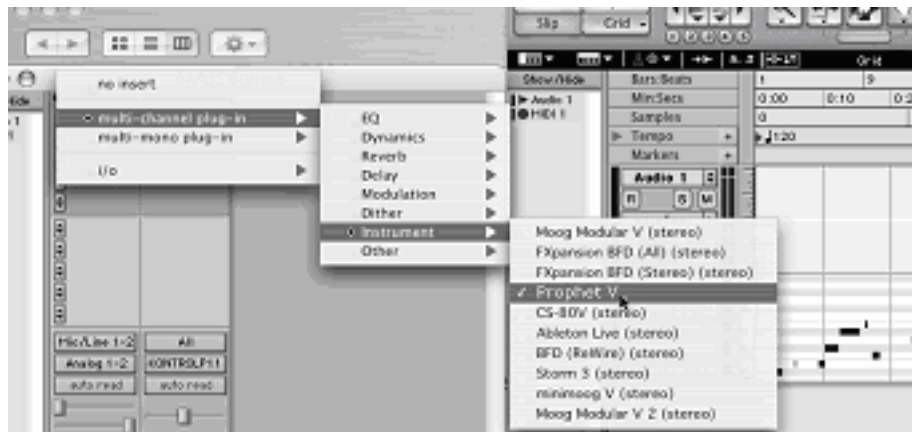 Slip Grid
no insert
multi-channel plug-in
multi-mono plug-in
i/o
EQ
Dynamics
Reverb
Delay
Modulation
Dither
Instrument
Other
Moog Modular V (stereo)
FXpansion BFD (All) (stereo)
FXpansion BFD (Stereo) (stereo)
✓ Prophet V
CS-80V (stereo)
Ableton Live (stereo)
BFD (ReWire) (stereo)
Storm 3 (stereo)
minimoog V (stereo)
Moog Modular V 2 (stereo)
Show/Hide
Audio 1
MIDI 1
Bars:Beats 1 9
Min:Secs 0:00 0:10
Samples 0
Tempo + 120
Markers +
Audio 1
R S M
Grid
Mic/Line 1-2 All
Analog 1-2
auto read auto read